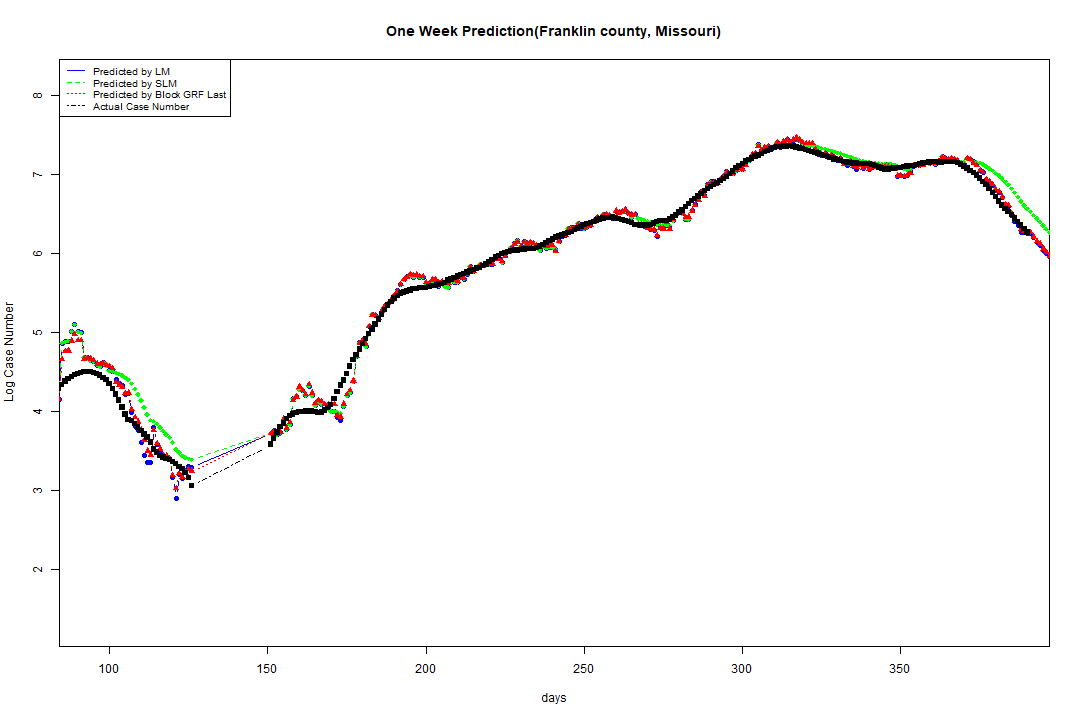 One Week Prediction(Franklin county, Missouri)
Predicted by LM
Predicted by SLM
Predicted by Block GRF Last
Actual Case Number
8
7
6
5
4
3
2
Log Case Number
100 150 200 250 300 350
days